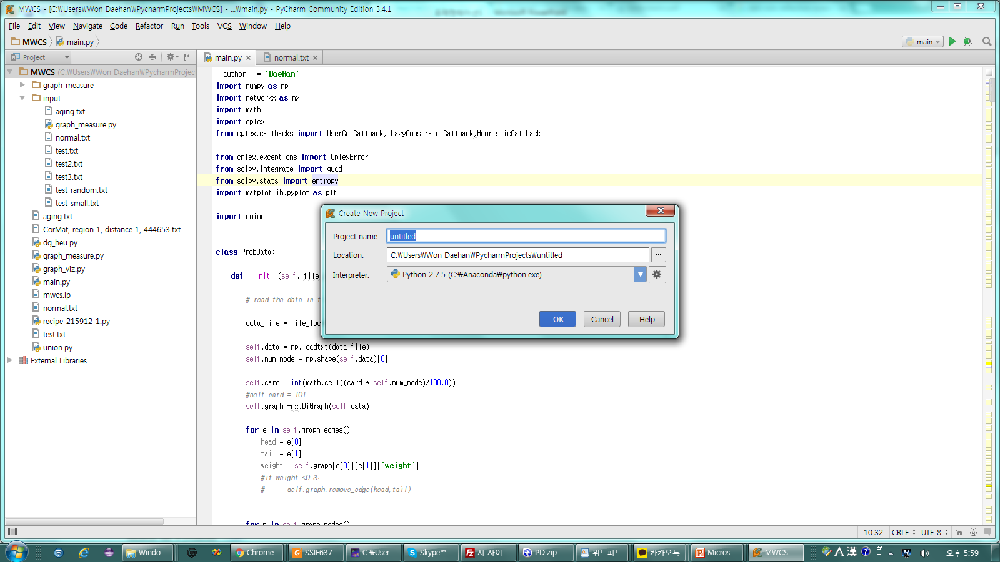 MWCS - [C:\Users\Won Daehan\PycharmProjects\MWCS] - ...\main.py - PyCharm Community Edition 3.4.1
File Edit View Navigate Code Refactor Run Tools VCS Window Help
MWCS main.py main
Project main.py normal.txt
MWCS (C:₩Users₩Won Daehan₩PycharmProject
graph_measure
input
aging.txt
graph_measure.py
normal.txt
test.txt
test2.txt
test3.txt
test_random.txt
test_small.txt
aging.txt
CorMat, region 1, distance 1, 444653.txt
dg_heu.py
graph_measure.py
graph_viz.py
main.py
mwcs.lp
normal.txt
recipe-215912-1.py
test.txt
union.py
External Libraries
__author__ = 'DaeHan'
import numpy as np
import networkx as nx
import math
import cplex
from cplex.callbacks import UserCutCallback, LazyConstraintCallback,HeuristicCallback
from cplex.exceptions import CplexError
from scipy.integrate import quad
from scipy.stats import entropy
import matplotlib.pyplot as plt
import union
class ProbData:
def __init__(self, file_
# read the data in f
data_file = file_loc
self.data = np.loadtxt(data_file)
self.num_node = np.shape(self.data)[0]
self.card = int(math.ceil((card * self.num_node)/100.0))
#self.card = 101
self.graph =nx.DiGraph(self.data)
for e in self.graph.edges():
head = e[0]
tail = e[1]
weight = self.graph[e[0]][e[1]]['weight']
#if weight <0.3:
# self.graph.remove_edge(head,tail)
for n in self.graph.nodes():
Create New Project
Project name: untitled
Location: C:₩Users₩Won Daehan₩PycharmProjects₩untitled ...
Interpreter: Python 2.7.5 (C:₩Anaconda₩python.exe)
OK Cancel Help
10:32 CRLF UTF-8
Windo... Chrome SSIE637... C:₩User... Skype™ ... 새 사이... PD.zip -... 워드패드 카카오톡 Micros... MWCS -... A 漢 오후 5:59